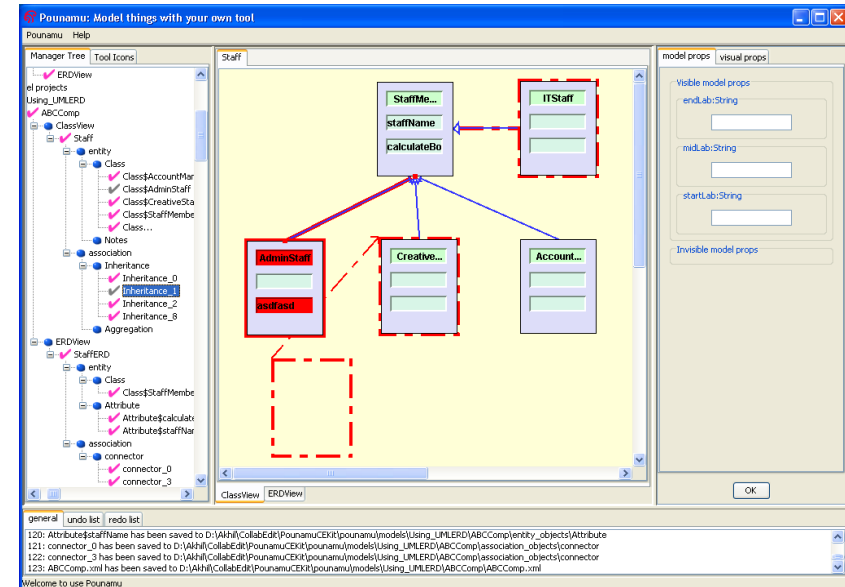 Pounamu: Model things with your own tool
Pounamu Help
Manager Tree Tool Icons
ERDView
el projects
Using_UMLERD
ABCComp
ClassView
Staff
entity
Class
Class$AccountMar
Class$AdminStaff
Class$CreativeSta
Class$StaffMembe
Class...
Notes
association
Inheritance
Inheritance_0
Inheritance_1
Inheritance_2
Inheritance_8
Aggregation
ERDView
StaffERD
entity
Class
Class$StaffMembe
Attribute
Attribute$calculate
Attribute$staffNar
association
connector
connector_0
connector_3
Staff
StaffMe...
staffName
calculateBo
ITStaff
AdminStaff
asdfasd
Creative...
Account...
ClassView ERDView
model props visual props
Visible model props
endLab:String
midLab:String
startLab:String
Invisible model props
OK
general undo list redo list
120: Attribute$staffName has been saved to D:\Akhil\CollabEdit\PounamuCEKit\pounamu\models\Using_UMLERD\ABCComp\entity_objects\Attribute
121: connector_0 has been saved to D:\Akhil\CollabEdit\PounamuCEKit\pounamu\models\Using_UMLERD\ABCComp\association_objects\connector
122: connector_3 has been saved to D:\Akhil\CollabEdit\PounamuCEKit\pounamu\models\Using_UMLERD\ABCComp\association_objects\connector
123: ABCComp.xml has been saved to D:\Akhil\CollabEdit\PounamuCEKit\pounamu\models\Using_UMLERD\ABCComp\ABCComp.xml
Welcome to use Pounamu